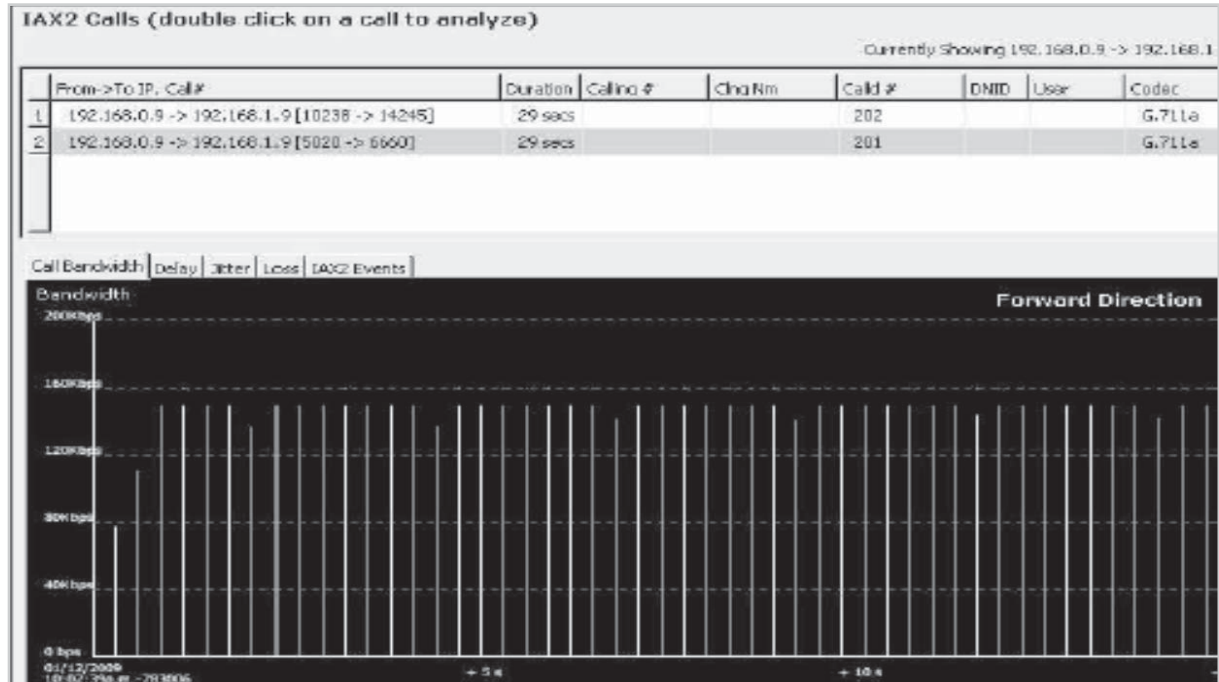 IAX2 Calls (double click on a call to analyze)
Currently Showing 192.168.0.9 -> 192.168.1
From->To IP, Call# Duration Calling # Clng Nm Calld # DNID User Codec
1 192.168.0.9 -> 192.168.1.9 [10238 -> 14245] 29 secs 202 G.711a
2 192.168.0.9 -> 192.168.1.9 [5020 -> 6660] 29 secs 201 G.711a
Call Bandwidth Delay Jitter Loss IAX2 Events
Bandwidth Forward Direction
200Kbps
160Kbps
120Kbps
80Kbps
40Kbps
0 bps
01/12/2009 + 5 s + 10 s